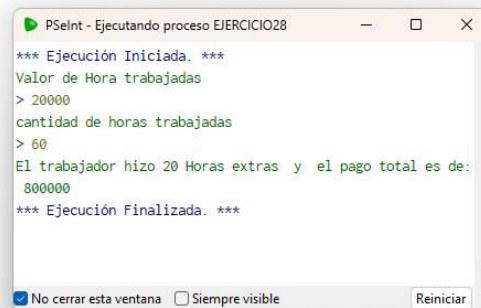 PSeInt - Ejecutando proceso EJERCICIO28
*** Ejecución Iniciada. ***
Valor de Hora trabajadas
> 20000
cantidad de horas trabajadas
> 60
El trabajador hizo 20 Horas extras  y  el pago total es de:
800000
*** Ejecución Finalizada. ***
No cerrar esta ventana Siempre visible Reiniciar